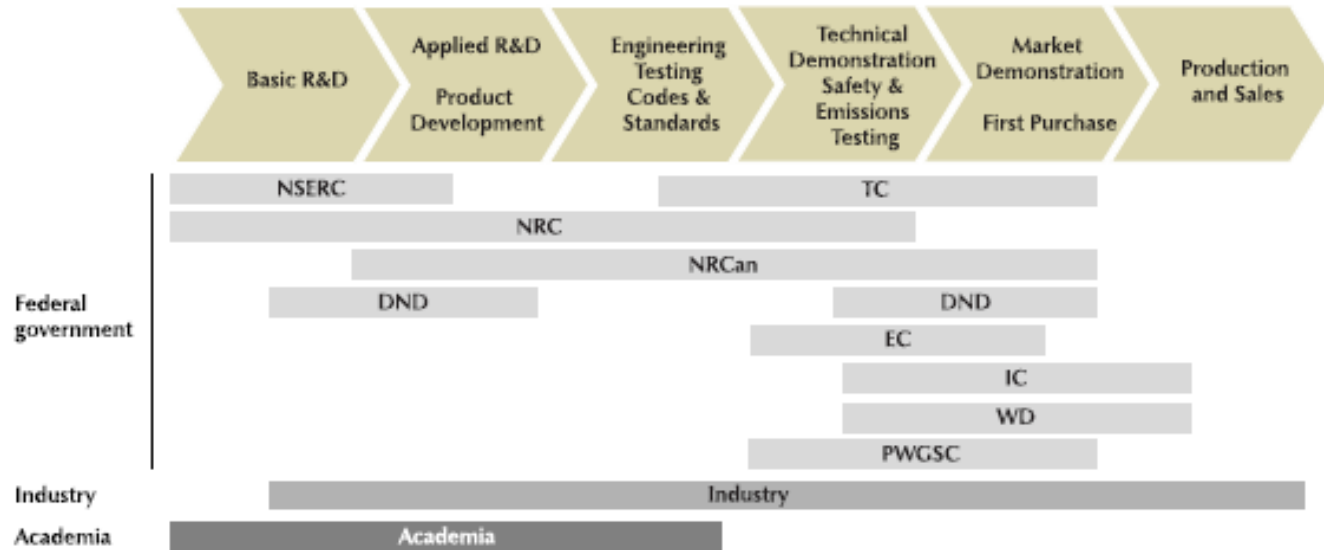 Basic R&D
Applied R&D
Product
Development
Engineering
Testing
Codes &
Standards
Technical
Demonstration
Safety &
Emissions
Testing
Market
Demonstration
First Purchase
Production
and Sales
Federal
government
NSERC
TC
NRC
NRCan
DND
DND
EC
IC
WD
PWGSC
Industry
Industry
Academia
Academia